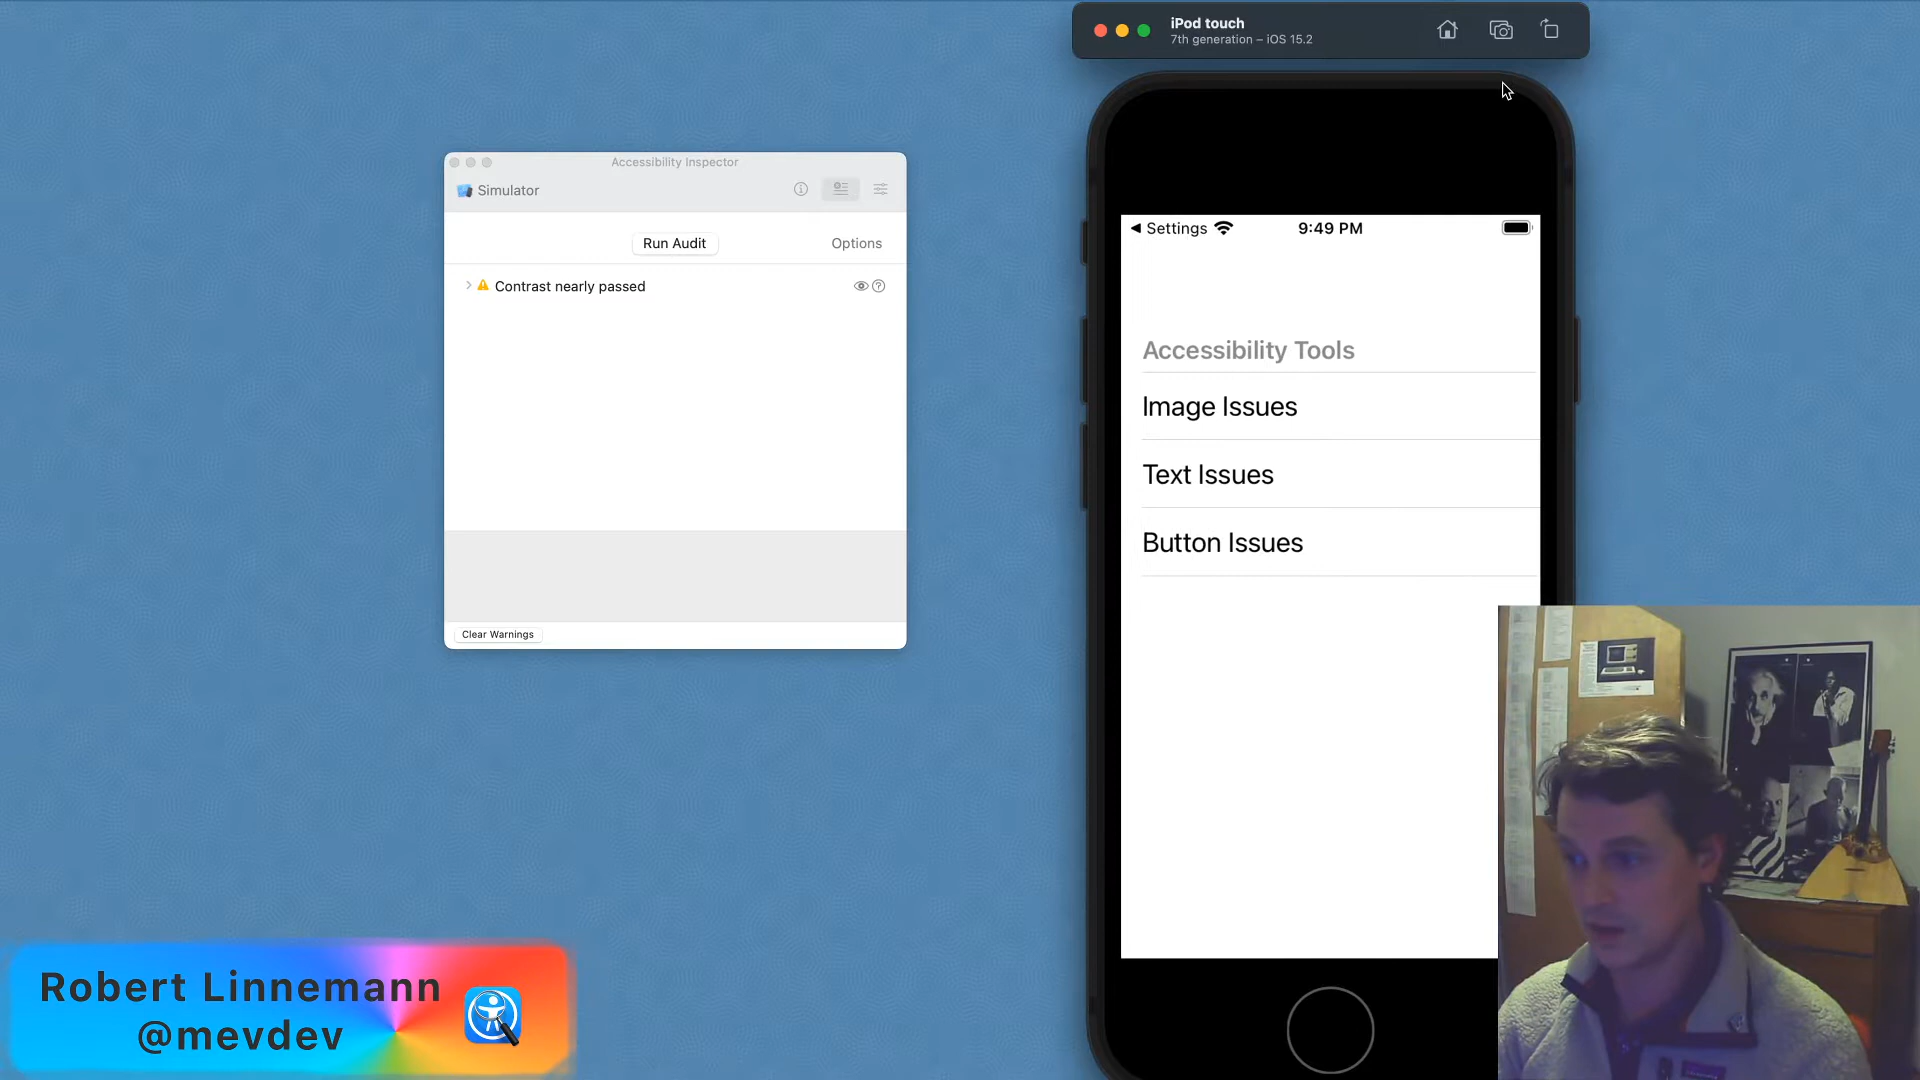 iPod touch
7th generation – iOS 15.2
Accessibility Inspector
Simulator
Run Audit
Options
Contrast nearly passed
Clear Warnings
◀ Settings
9:49 PM
Accessibility Tools
Image Issues
Text Issues
Button Issues
Robert Linnemann
@mevdev